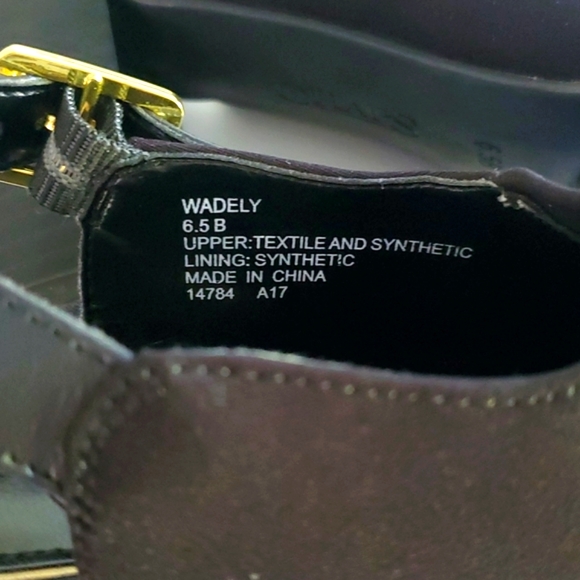 WADELY
6.5 B
UPPER:TEXTILE AND SYNTHETIC
LINING: SYNTHETIC
MADE IN CHINA
14784 A17